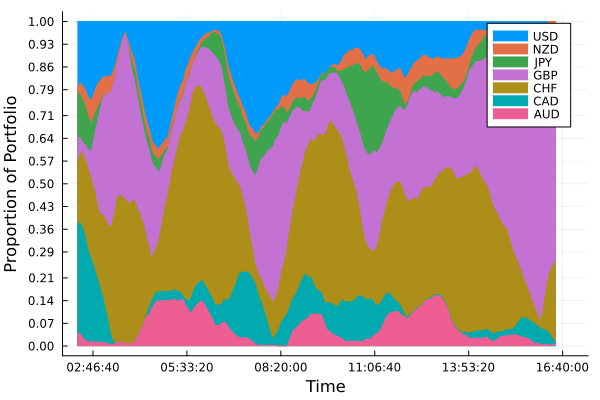 1.00
0.93
0.86
0.79
0.71
0.64
0.57
0.50
0.43
0.36
0.29
0.21
0.14
0.07
0.00
Proportion of Portfolio
USD
NZD
JPY
GBP
CHF
CAD
AUD
02:46:40 05:33:20 08:20:00 11:06:40 13:53:20 16:40:00
Time